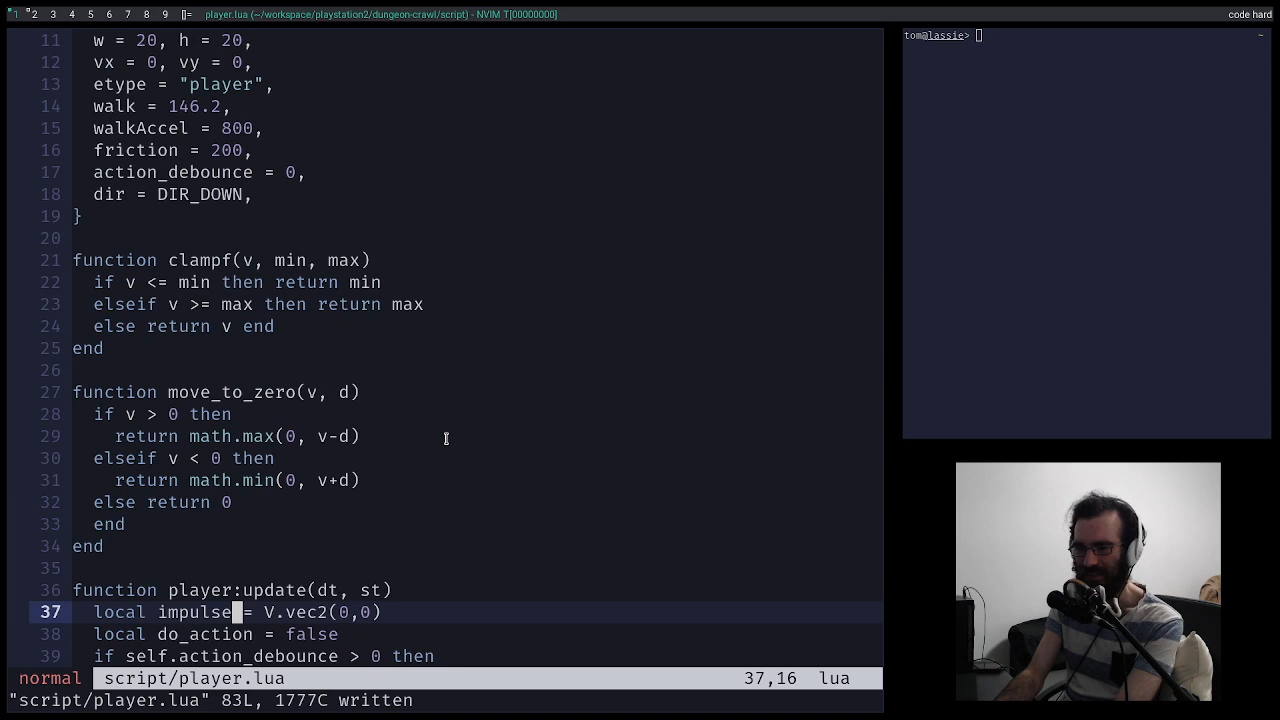 1 2 3 4 5 6 7 8 9 []= player.lua (~/workspace/playstation2/dungeon-crawl/script) - NVIM T[00000000] code hard
11 w = 20, h = 20,
12 vx = 0, vy = 0,
13 etype = "player",
14 walk = 146.2,
15 walkAccel = 800,
16 friction = 200,
17 action_debounce = 0,
18 dir = DIR_DOWN,
19 }
20
21 function clampf(v, min, max)
22 if v <= min then return min
23 elseif v >= max then return max
24 else return v end
25 end
26
27 function move_to_zero(v, d)
28 if v > 0 then
29 return math.max(0, v-d)
30 elseif v < 0 then
31 return math.min(0, v+d)
32 else return 0
33 end
34 end
35
36 function player:update(dt, st)
37 local impulse = V.vec2(0,0)
38 local do_action = false
39 if self.action_debounce > 0 then
normal script/player.lua 37,16 lua
"script/player.lua" 83L, 1777C written
tom@lassie> ~